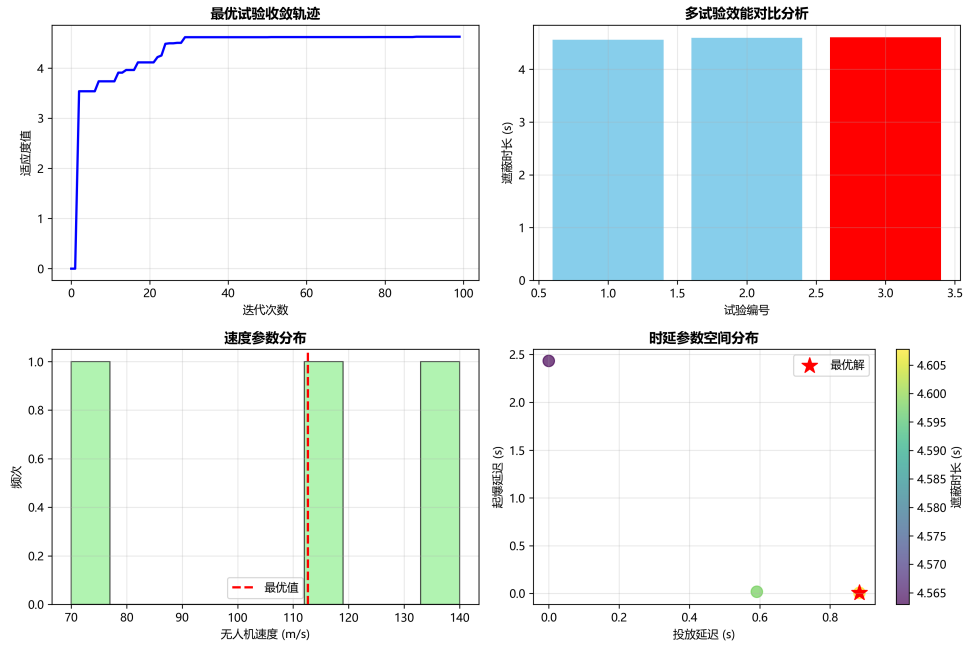 最优试验收敛轨迹
适应度值
4
3
2
1
0
0 20 40 60 80 100
迭代次数
多试验效能对比分析
遮蔽时长 (s)
4
3
2
1
0
0.5 1.0 1.5 2.0 2.5 3.0 3.5
试验编号
速度参数分布
频次
1.0
0.8
0.6
0.4
0.2
0.0
最优值
70 80 90 100 110 120 130 140
无人机速度 (m/s)
时延参数空间分布
起爆延迟 (s)
2.5
2.0
1.5
1.0
0.5
0.0
最优解
0.0 0.2 0.4 0.6 0.8
投放延迟 (s)
4.605
4.600
4.595
4.590
4.585
4.580
4.575
4.570
4.565
遮蔽时长 (s)